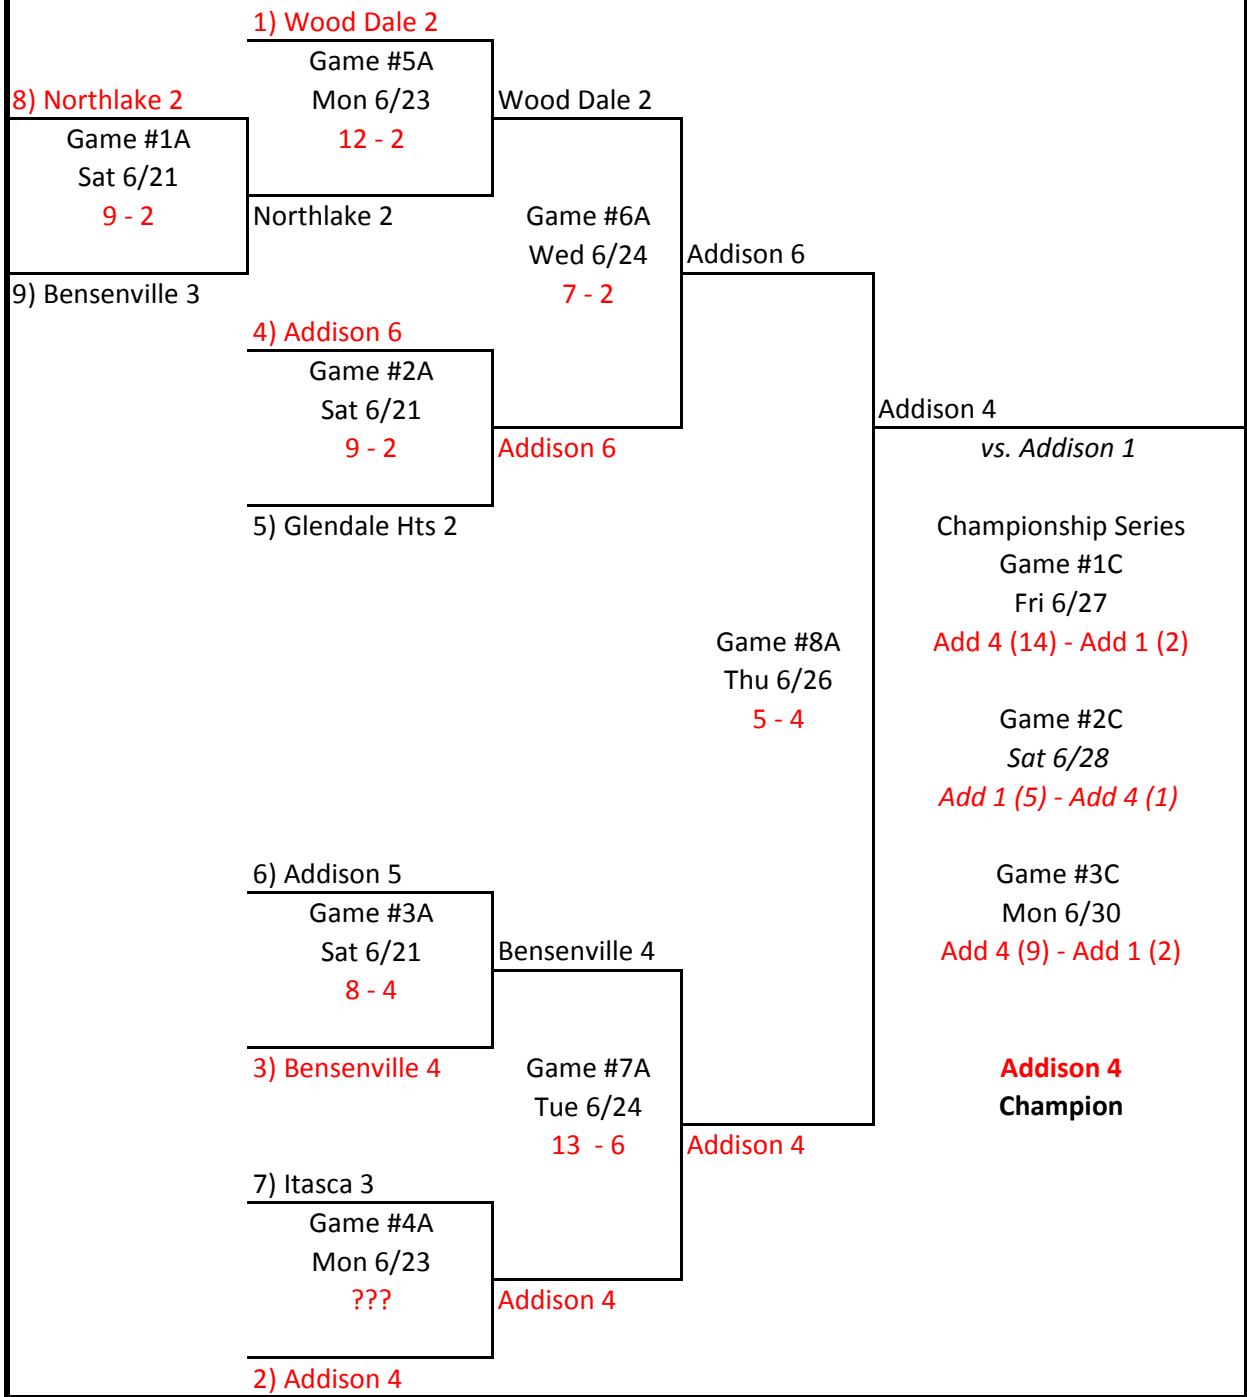 1) Wood Dale 2
Game #5A
Mon 6/23
12 - 2
8) Northlake 2
Game #1A
Sat 6/21
9 - 2
9) Bensenville 3
Northlake 2
Wood Dale 2
Game #6A
Wed 6/24
7 - 2
4) Addison 6
Game #2A
Sat 6/21
9 - 2
5) Glendale Hts 2
Addison 6
Addison 6
Game #8A
Thu 6/26
5 - 4
6) Addison 5
Game #3A
Sat 6/21
8 - 4
3) Bensenville 4
Bensenville 4
Game #7A
Tue 6/24
13 - 6
7) Itasca 3
Game #4A
Mon 6/23
???
2) Addison 4
Addison 4
Addison 4
Addison 4
vs. Addison 1
Championship Series
Game #1C
Fri 6/27
Add 4 (14) - Add 1 (2)
Game #2C
Sat 6/28
Add 1 (5) - Add 4 (1)
Game #3C
Mon 6/30
Add 4 (9) - Add 1 (2)
Addison 4
Champion